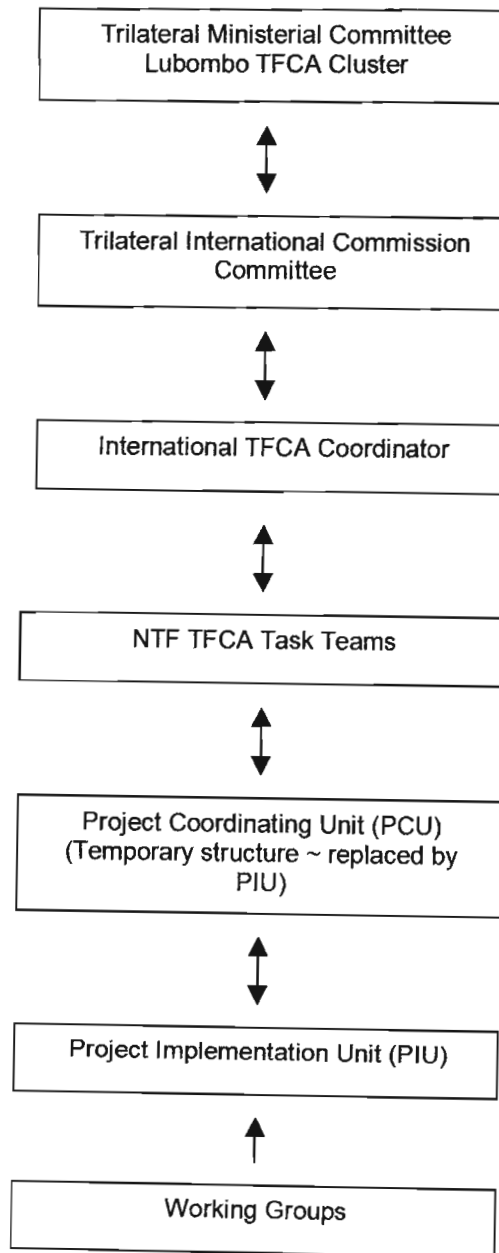 Trilateral Ministerial Committee
Lubombo TFCA Cluster
Trilateral International Commission
Committee
International TFCA Coordinator
NTF TFCA Task Teams
Project Coordinating Unit (PCU)
(Temporary structure ~ replaced by
PIU)
Project Implementation Unit (PIU)
Working Groups